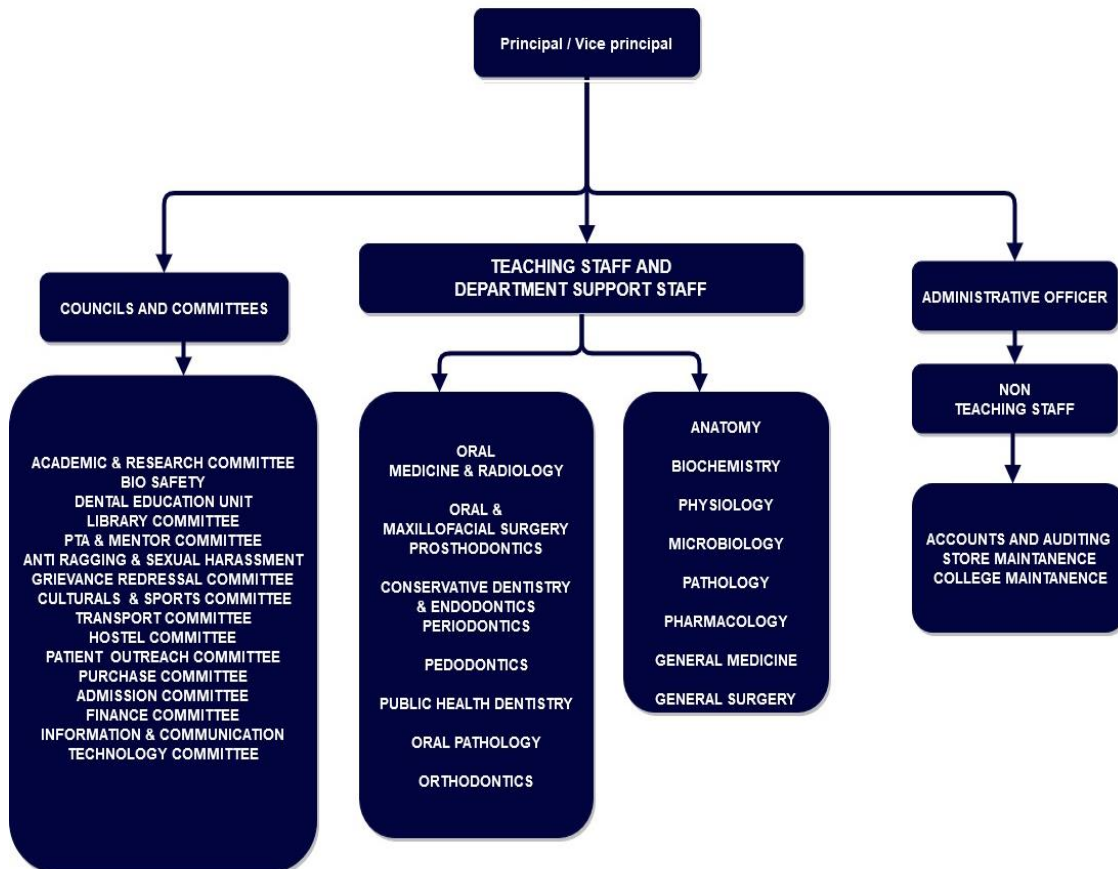 Principal / Vice principal
COUNCILS AND COMMITTEES
TEACHING STAFF AND
DEPARTMENT SUPPORT STAFF
ADMINISTRATIVE OFFICER
NON
TEACHING STAFF
ACADEMIC & RESEARCH COMMITTEE
BIO SAFETY
DENTAL EDUCATION UNIT
LIBRARY COMMITTEE
PTA & MENTOR COMMITTEE
ANTI RAGGING & SEXUAL HARASSMENT
GRIEVANCE REDRESSAL COMMITTEE
CULTURALS & SPORTS COMMITTEE
TRANSPORT COMMITTEE
HOSTEL COMMITTEE
PATIENT OUTREACH COMMITTEE
PURCHASE COMMITTEE
ADMISSION COMMITTEE
FINANCE COMMITTEE
INFORMATION & COMMUNICATION
TECHNOLOGY COMMITTEE
ORAL
MEDICINE & RADIOLOGY
ORAL &
MAXILLOFACIAL SURGERY
PROSTHODONTICS
CONSERVATIVE DENTISTRY
& ENDODONTICS
PERIODONTICS
PEDODONTICS
PUBLIC HEALTH DENTISTRY
ORAL PATHOLOGY
ORTHODONTICS
ANATOMY
BIOCHEMISTRY
PHYSIOLOGY
MICROBIOLOGY
PATHOLOGY
PHARMACOLOGY
GENERAL MEDICINE
GENERAL SURGERY
ACCOUNTS AND AUDITING
STORE MAINTANENCE
COLLEGE MAINTANENCE